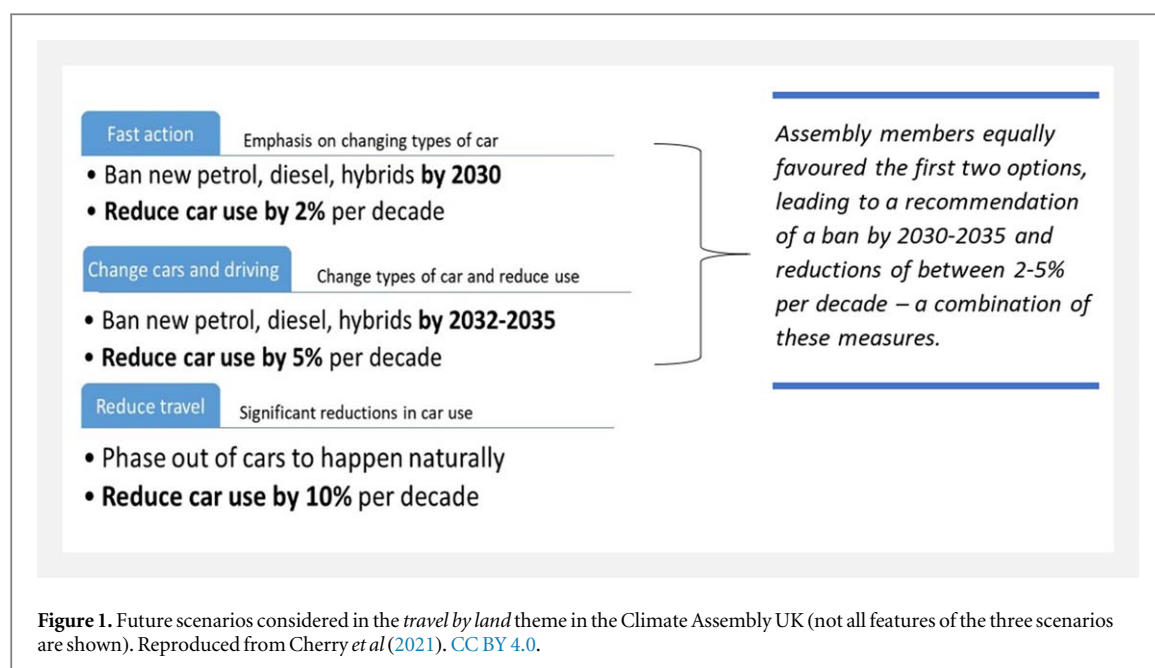 Fast action
Emphasis on changing types of car
• Ban new petrol, diesel, hybrids by 2030
• Reduce car use by 2% per decade
Change cars and driving
Change types of car and reduce use
• Ban new petrol, diesel, hybrids by 2032-2035
• Reduce car use by 5% per decade
Reduce travel
Significant reductions in car use
• Phase out of cars to happen naturally
• Reduce car use by 10% per decade
Assembly members equally
favoured the first two options,
leading to a recommendation
of a ban by 2030-2035 and
reductions of between 2-5%
per decade – a combination of
these measures.
Figure 1. Future scenarios considered in the travel by land theme in the Climate Assembly UK (not all features of the three scenarios
are shown). Reproduced from Cherry et al (2021). CC BY 4.0.